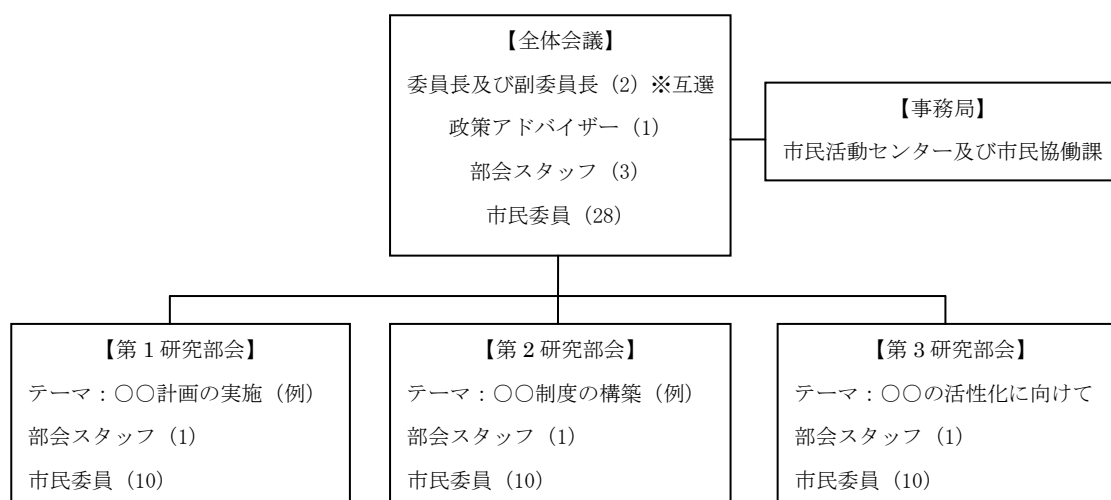 【全体会議】
委員長及び副委員長（2）※互選
政策アドバイザー（1）
部会スタッフ（3）
市民委員（28）
【事務局】
市民活動センター及び市民協働課
【第 1 研究部会】
テーマ：○○計画の実施（例）
部会スタッフ（1）
市民委員（10）
【第 2 研究部会】
テーマ：○○制度の構築（例）
部会スタッフ（1）
市民委員（10）
【第 3 研究部会】
テーマ：○○の活性化に向けて
部会スタッフ（1）
市民委員（10）